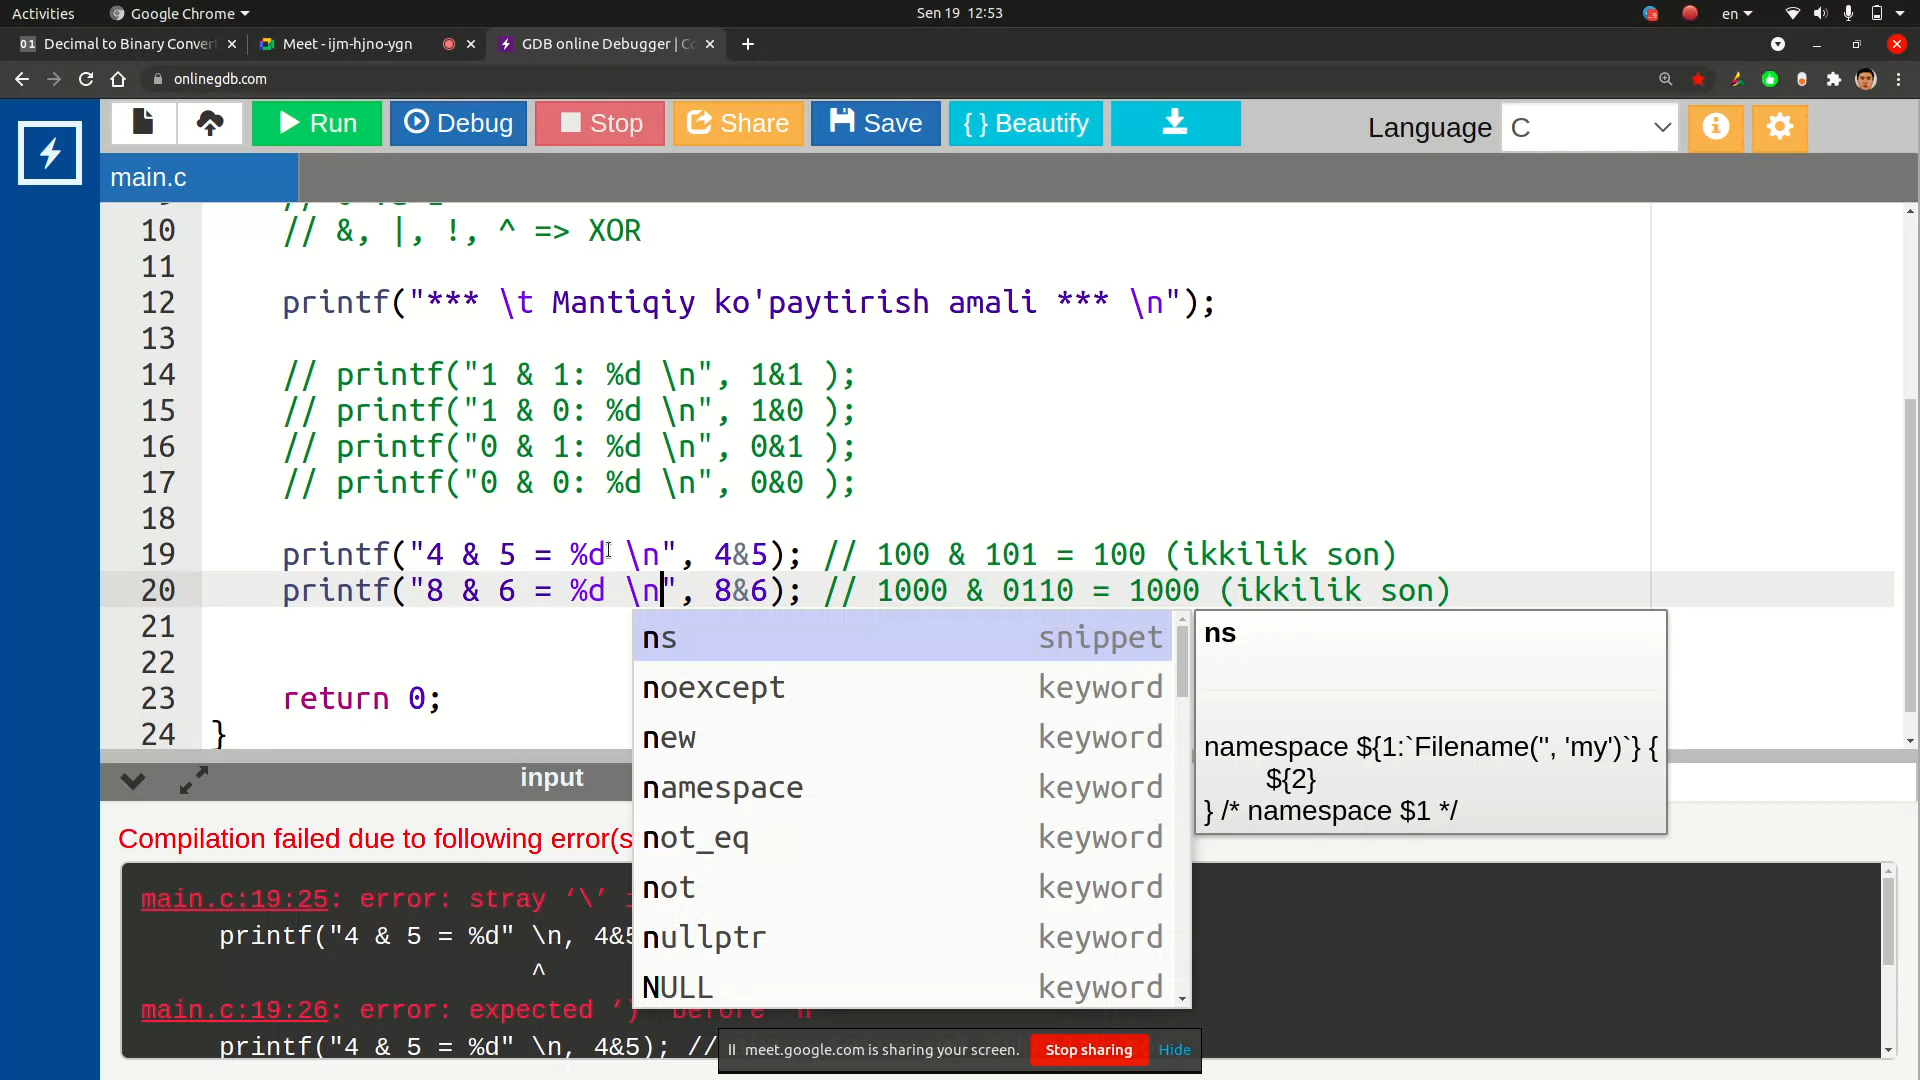 Activities Google Chrome Sen 19 12:53 en
Decimal to Binary Conver Meet - ijm-hjno-ygn GDB online Debugger |
onlinegdb.com
Run Debug Stop Share Save { } Beautify Language C
main.c
10 // &, |, !, ^ => XOR
11
12 printf("*** \t Mantiqiy ko'paytirish amali *** \n");
13
14 // printf("1 & 1: %d \n", 1&1 );
15 // printf("1 & 0: %d \n", 1&0 );
16 // printf("0 & 1: %d \n", 0&1 );
17 // printf("0 & 0: %d \n", 0&0 );
18
19 printf("4 & 5 = %d \n", 4&5); // 100 & 101 = 100 (ikkilik son)
20 printf("8 & 6 = %d \n", 8&6); // 1000 & 0110 = 1000 (ikkilik son)
21
22
23 return 0;
24 }
ns snippet
noexcept keyword
new keyword
namespace keyword
not_eq keyword
not keyword
nullptr keyword
NULL keyword
ns
namespace ${1:`Filename('', 'my')`} {
${2}
} /* namespace $1 */
input
Compilation failed due to following error(s
main.c:19:25: error: stray ‘\’
printf("4 & 5 = %d" \n, 4&5
^
main.c:19:26: error: expected ‘)’ before ‘n’
printf("4 & 5 = %d" \n, 4&5); //
meet.google.com is sharing your screen. Stop sharing Hide